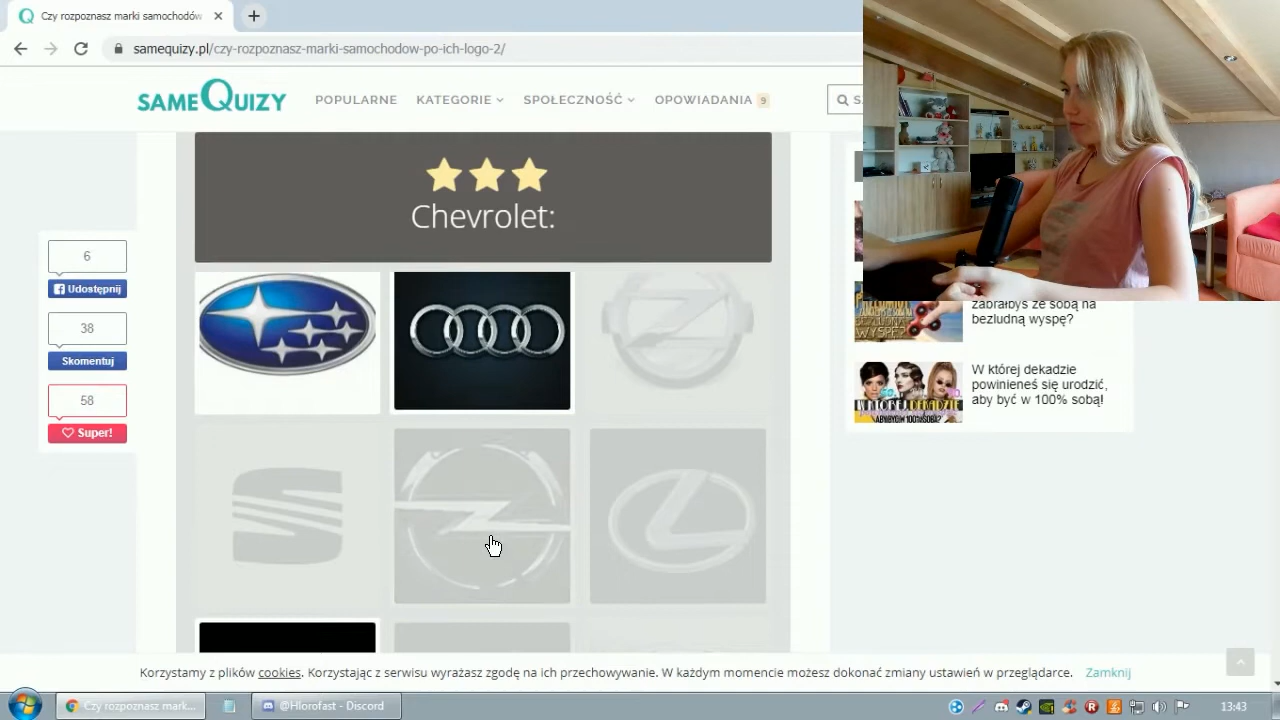 Czy rozpoznasz marki samochodów
samequizy.pl/czy-rozpoznasz-marki-samochodow-po-ich-logo-2/
SAMEQUIZY
POPULARNE
KATEGORIE
SPOŁECZNOŚĆ
OPOWIADANIA 9
S
Chevrolet:
6
Udostępnij
38
Skomentuj
58
Super!
zabrałbyś ze sobą na
bezludną wyspę?
W której dekadzie
powinieneś się urodzić,
aby być w 100% sobą!
W KTÓREJ DEKADZIE
Korzystamy z plików cookies. Korzystając z serwisu wyrażasz zgodę na ich przechowywanie. W każdym momencie możesz dokonać zmiany ustawień w przeglądarce. Zamknij
Czy rozpoznasz mark...
@Hlorofast - Discord
13:43